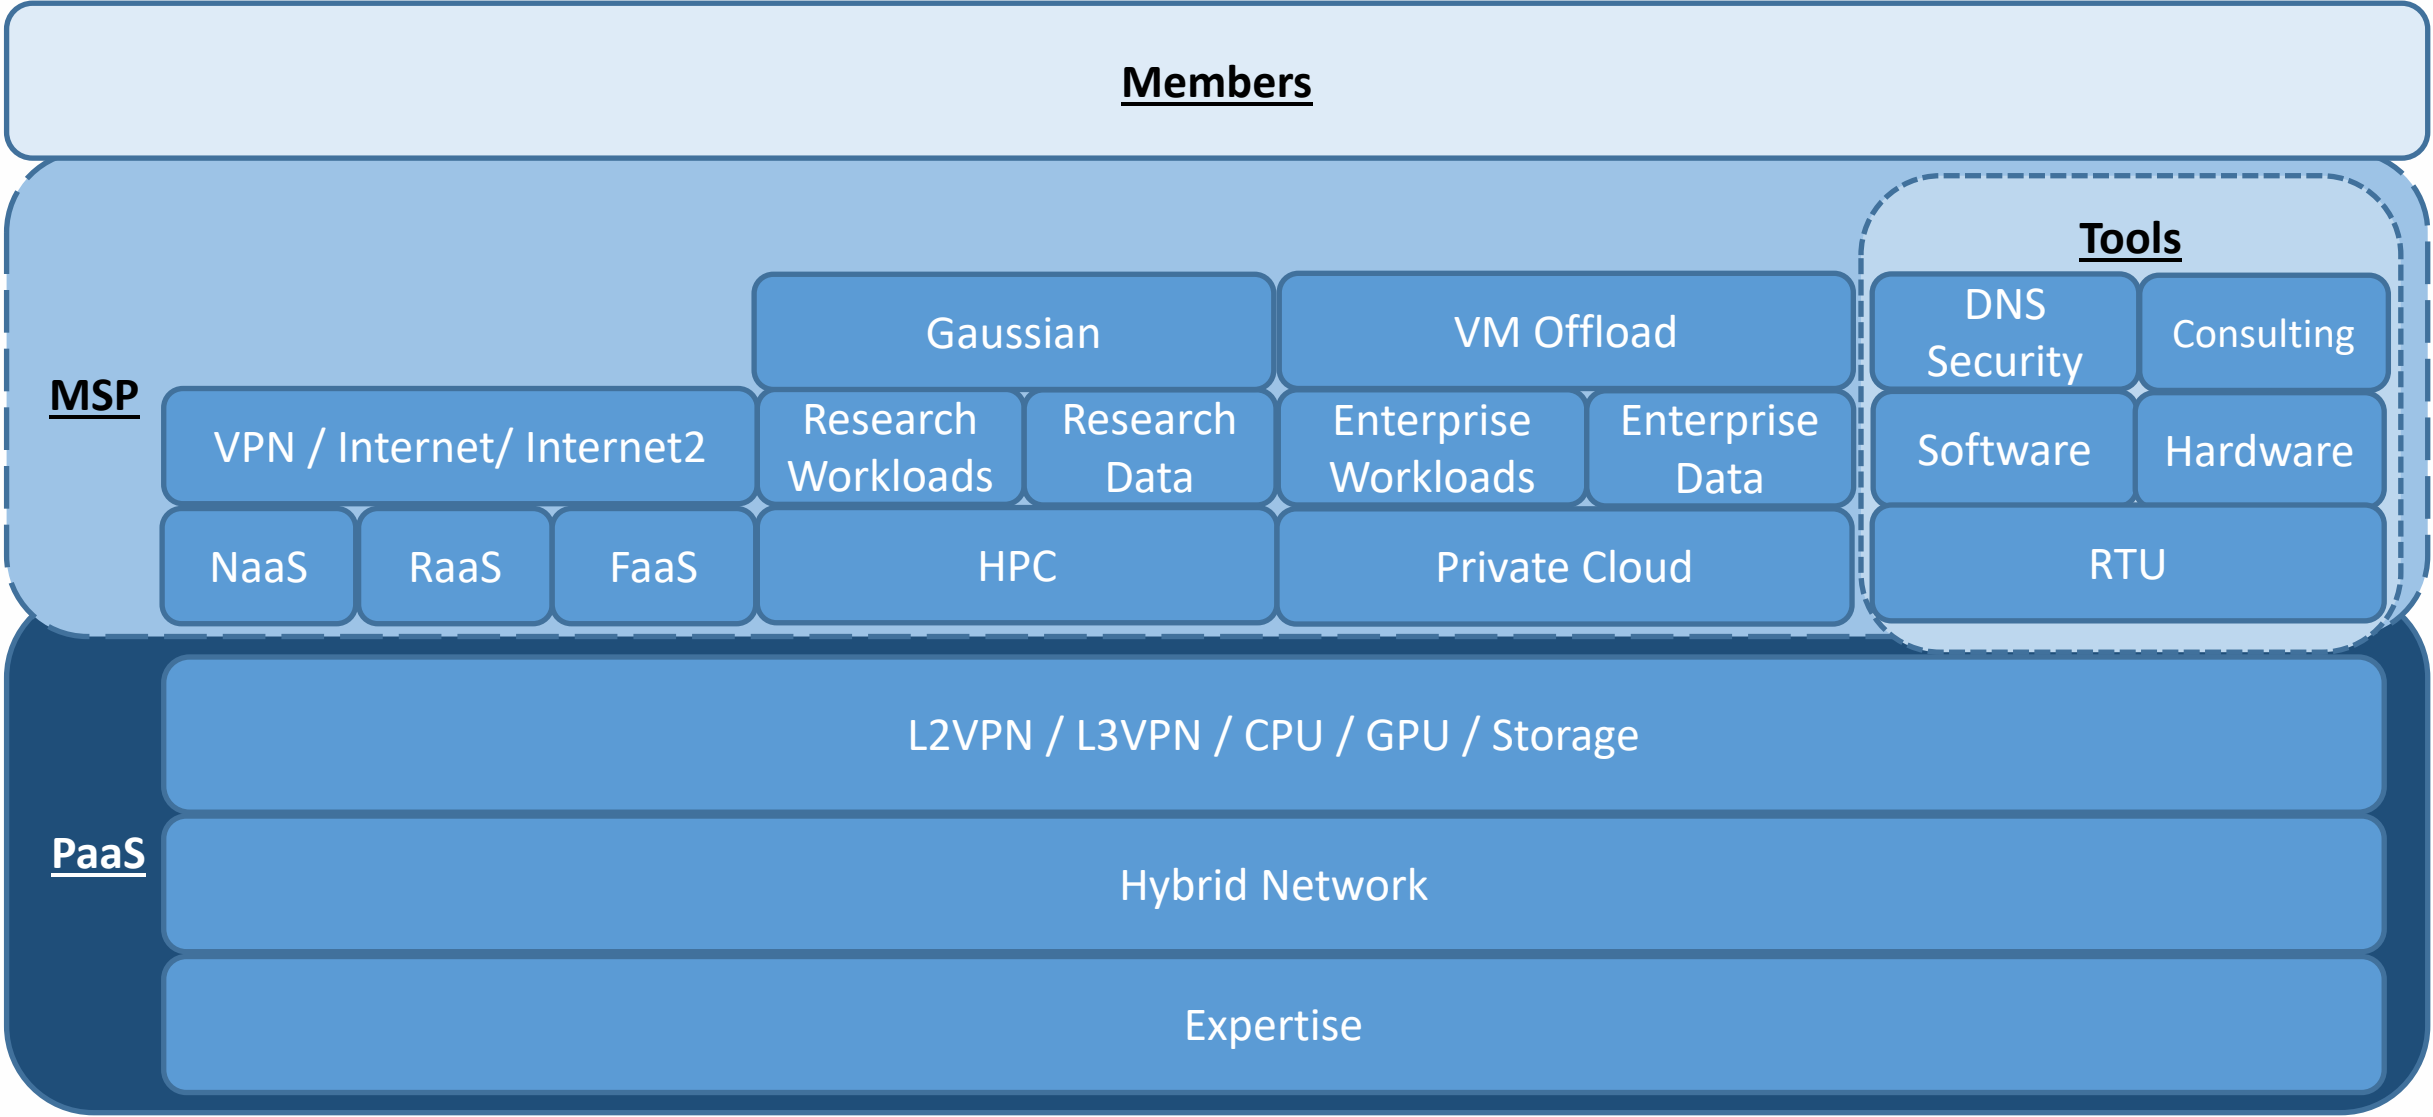 Members
Tools
Gaussian
VM Offload
DNS
Security
Consulting
MSP
VPN / Internet/ Internet2
Research
Workloads
Research
Data
Enterprise
Workloads
Enterprise
Data
Software
Hardware
NaaS
RaaS
FaaS
HPC
Private Cloud
RTU
L2VPN / L3VPN / CPU / GPU / Storage
PaaS
Hybrid Network
Expertise